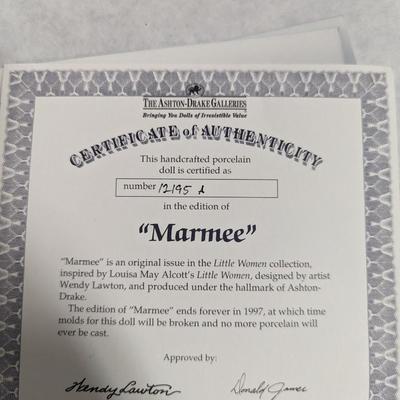 THE ASHTON-DRAKE GALLERIES
Bringing You Dolls of Irresistible Value
CERTIFICATE of AUTHENTICITY
This handcrafted porcelain
doll is certified as
number 12195 A
in the edition of
"Marmee"
"Marmee" is an original issue in the Little Women collection,
inspired by Louisa May Alcott's Little Women, designed by artist
Wendy Lawton, and produced under the hallmark of Ashton-
Drake.
The edition of "Marmee" ends forever in 1997, at which time
molds for this doll will be broken and no more porcelain will
ever be cast.
Approved by:
Wendy Lawton Donald James